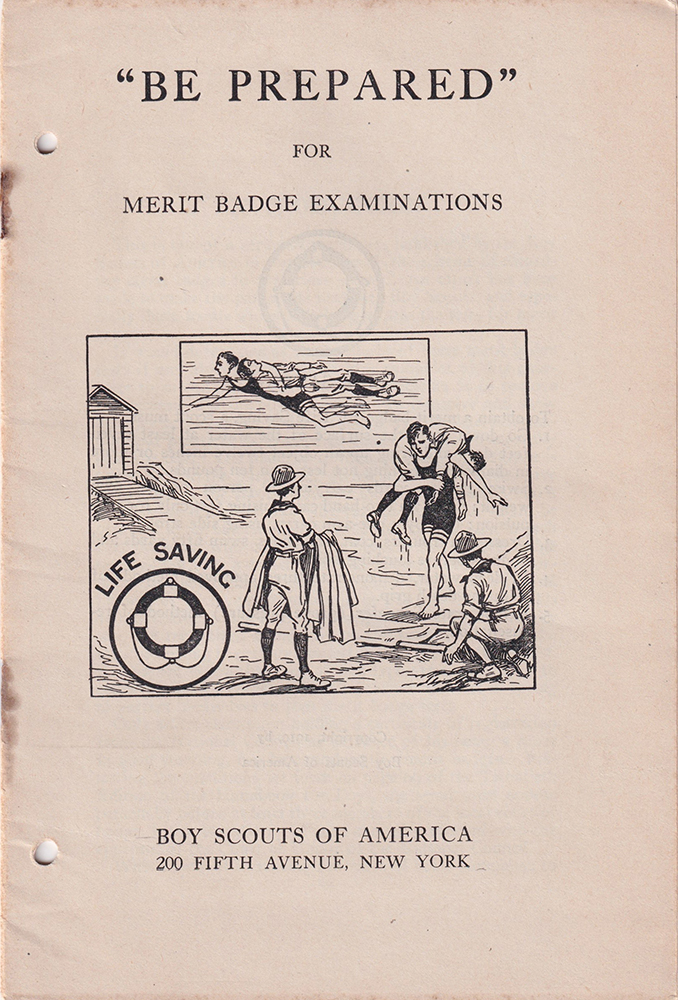 “BE PREPARED”
FOR
MERIT BADGE EXAMINATIONS
LIFE SAVING
BOY SCOUTS OF AMERICA
200 FIFTH AVENUE, NEW YORK